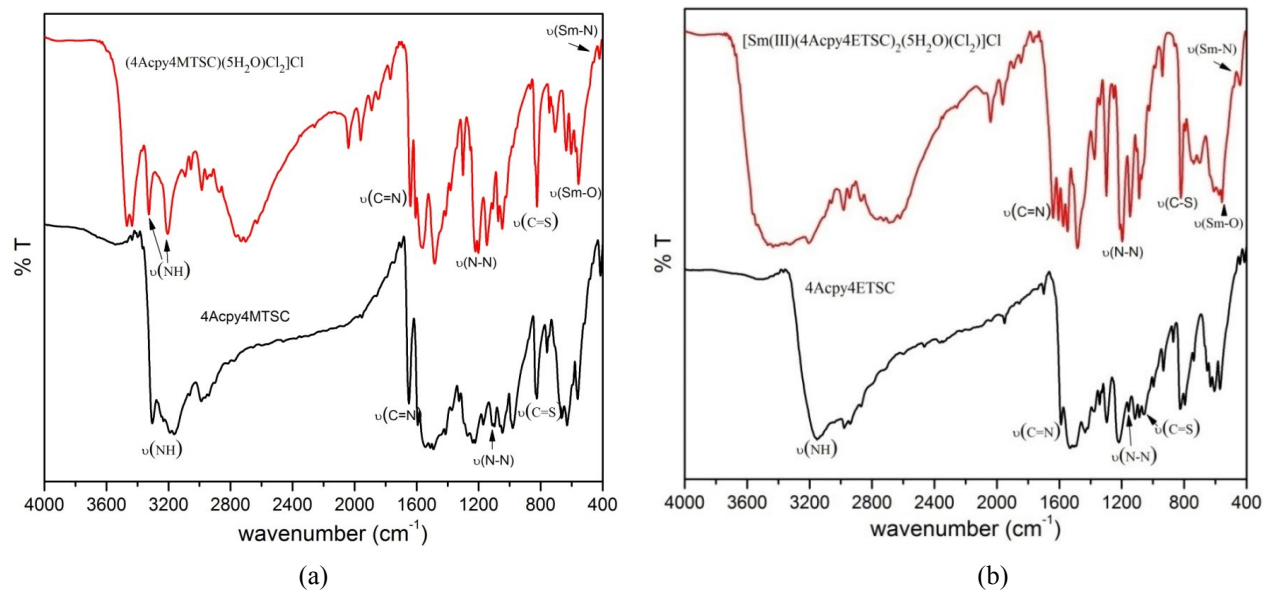 υ(Sm-N)
(4Acpy4MTSC)(5H₂O)Cl₂]Cl
υ(C=N)
υ(Sm-O)
υ(C=S)
υ(N-N)
υ(NH)
4Acpy4MTSC
υ(C=N)
υ(C=S)
υ(NH)
υ(N-N)
% T
4000 3600 3200 2800 2400 2000 1600 1200 800 400
wavenumber (cm⁻¹)
(a)
[Sm(III)(4Acpy4ETSC)₂(5H₂O)(Cl₂)]Cl
υ(Sm-N)
υ(C=N)
υ(C-S)
υ(Sm-O)
υ(N-N)
4Acpy4ETSC
υ(C=N)
υ(C=S)
υ(NH)
υ(N-N)
% T
4000 3600 3200 2800 2400 2000 1600 1200 800 400
wavenumber (cm⁻¹)
(b)